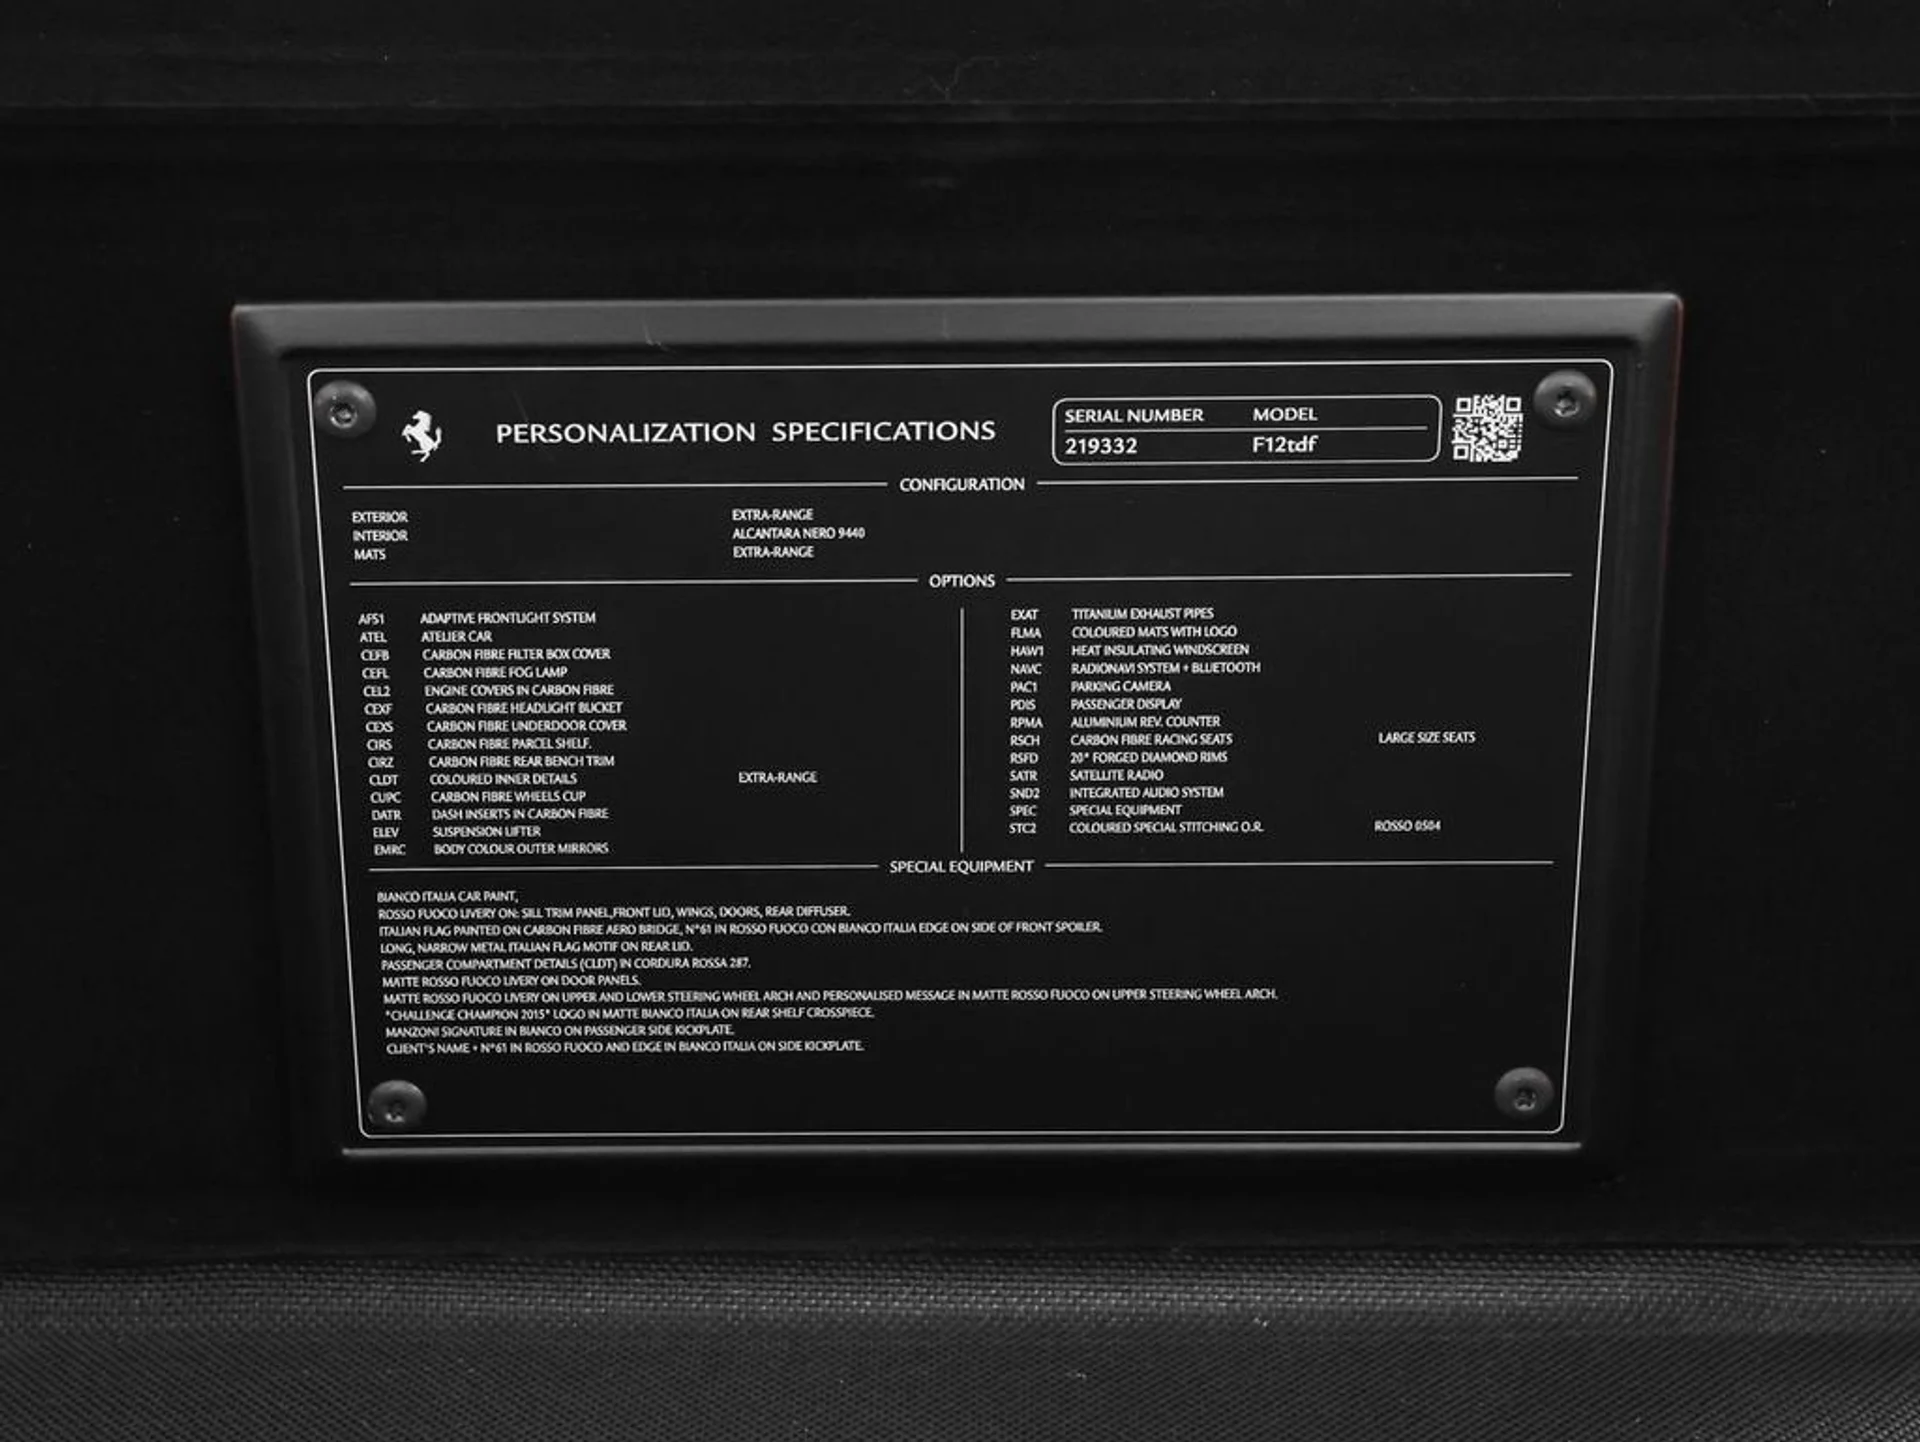 PERSONALIZATION SPECIFICATIONS
SERIAL NUMBER MODEL
219332 F12tdf
CONFIGURATION
EXTERIOR EXTRA-RANGE
INTERIOR ALCANTARA NERO 9440
MATS EXTRA-RANGE
OPTIONS
AFS1 ADAPTIVE FRONTLIGHT SYSTEM
ATEL ATELIER CAR
CEFB CARBON FIBRE FILTER BOX COVER
CEFL CARBON FIBRE FOG LAMP
CEL2 ENGINE COVERS IN CARBON FIBRE
CEXF CARBON FIBRE HEADLIGHT BUCKET
CEXS CARBON FIBRE UNDERDOOR COVER
CIRS CARBON FIBRE PARCEL SHELF.
CIRZ CARBON FIBRE REAR BENCH TRIM
CLDT COLOURED INNER DETAILS EXTRA-RANGE
CUPC CARBON FIBRE WHEELS CUP
DATR DASH INSERTS IN CARBON FIBRE
ELEV SUSPENSION LIFTER
EMRC BODY COLOUR OUTER MIRRORS
EXAT TITANIUM EXHAUST PIPES
FLMA COLOURED MATS WITH LOGO
HAW1 HEAT INSULATING WINDSCREEN
NAVC RADIONAVI SYSTEM + BLUETOOTH
PAC1 PARKING CAMERA
PDIS PASSENGER DISPLAY
RPMA ALUMINIUM REV. COUNTER
RSCH CARBON FIBRE RACING SEATS LARGE SIZE SEATS
RSFD 20" FORGED DIAMOND RIMS
SATR SATELLITE RADIO
SND2 INTEGRATED AUDIO SYSTEM
SPEC SPECIAL EQUIPMENT
STC2 COLOURED SPECIAL STITCHING O.R. ROSSO 0504
SPECIAL EQUIPMENT
BIANCO ITALIA CAR PAINT,
ROSSO FUOCO LIVERY ON: SILL TRIM PANEL,FRONT LID, WINGS, DOORS, REAR DIFFUSER.
ITALIAN FLAG PAINTED ON CARBON FIBRE AERO BRIDGE, N°61 IN ROSSO FUOCO CON BIANCO ITALIA EDGE ON SIDE OF FRONT SPOILER.
LONG, NARROW METAL ITALIAN FLAG MOTIF ON REAR LID.
PASSENGER COMPARTMENT DETAILS (CLDT) IN CORDURA ROSSA 287.
MATTE ROSSO FUOCO LIVERY ON DOOR PANELS.
MATTE ROSSO FUOCO LIVERY ON UPPER AND LOWER STEERING WHEEL ARCH AND PERSONALISED MESSAGE IN MATTE ROSSO FUOCO ON UPPER STEERING WHEEL ARCH.
"CHALLENGE CHAMPION 2015" LOGO IN MATTE BIANCO ITALIA ON REAR SHELF CROSSPIECE.
MANZONI SIGNATURE IN BIANCO ON PASSENGER SIDE KICKPLATE.
CLIENT'S NAME + N°61 IN ROSSO FUOCO AND EDGE IN BIANCO ITALIA ON SIDE KICKPLATE.